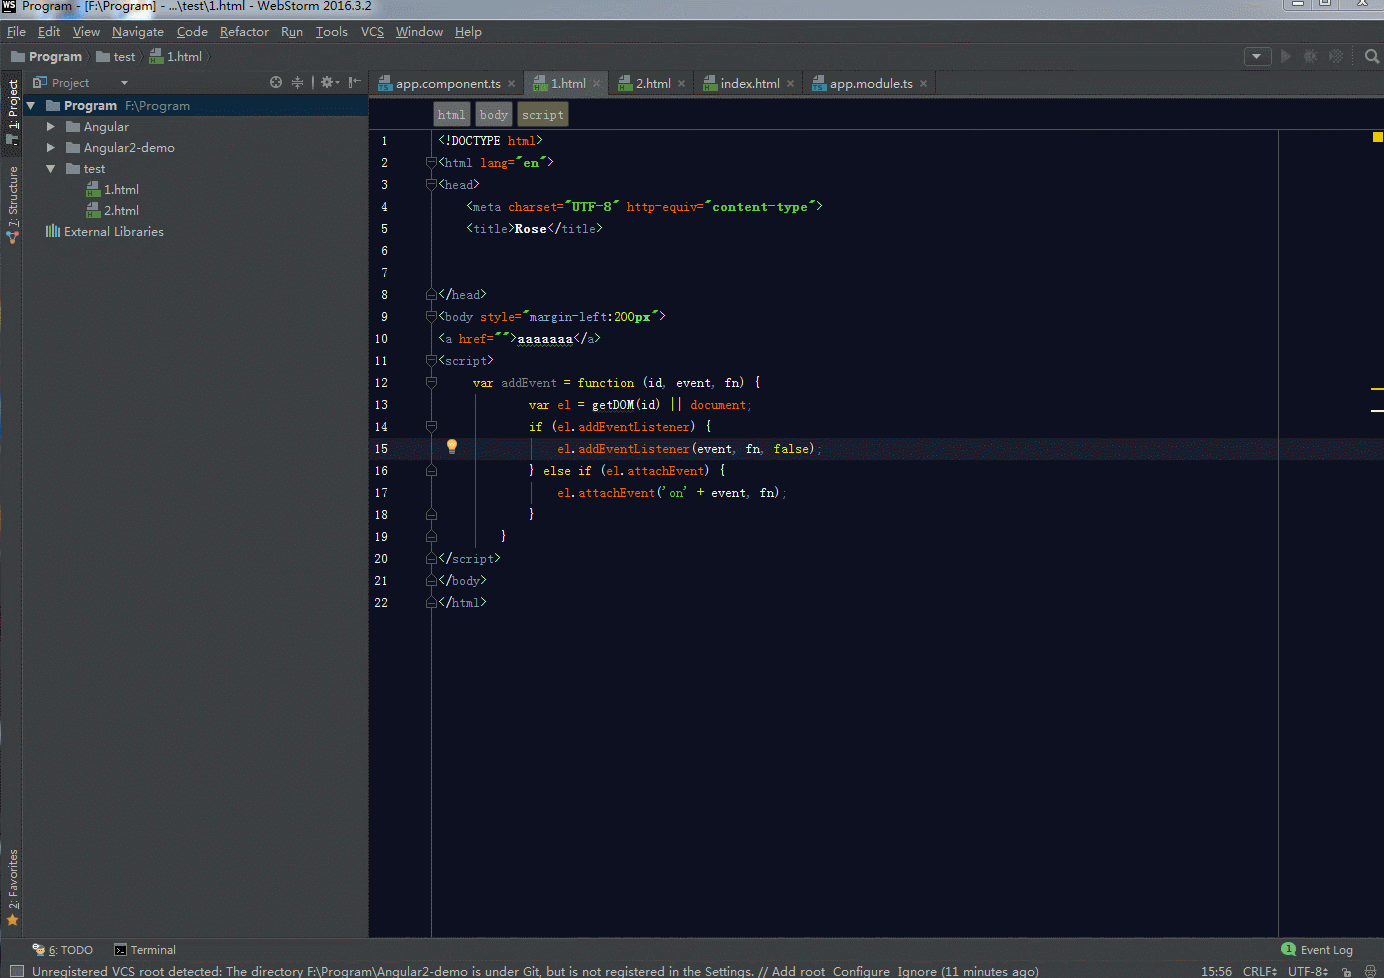 Program - [F:\Program] - ...\test\1.html - WebStorm 2016.3.2
File Edit View Navigate Code Refactor Run Tools VCS Window Help
Program test 1.html
Project
app.component.ts 1.html 2.html index.html app.module.ts
1: Project
7: Structure
2: Favorites
Program F:\Program
Angular
Angular2-demo
test
1.html
2.html
External Libraries
html body script
1 <!DOCTYPE html>
2 <html lang="en">
3 <head>
4 <meta charset="UTF-8" http-equiv="content-type">
5 <title>Rose</title>
6
7
8 </head>
9 <body style="margin-left:200px">
10 <a href="">aaaaaaa</a>
11 <script>
12 var addEvent = function (id, event, fn) {
13 var el = getDOM(id) || document;
14 if (el.addEventListener) {
15 el.addEventListener(event, fn, false);
16 } else if (el.attachEvent) {
17 el.attachEvent('on' + event, fn);
18 }
19 }
20 </script>
21 </body>
22 </html>
6: TODO Terminal 1 Event Log
Unregistered VCS root detected: The directory F:\Program\Angular2-demo is under Git, but is not registered in the Settings. // Add root Configure Ignore (11 minutes ago) 15:56 CRLF UTF-8